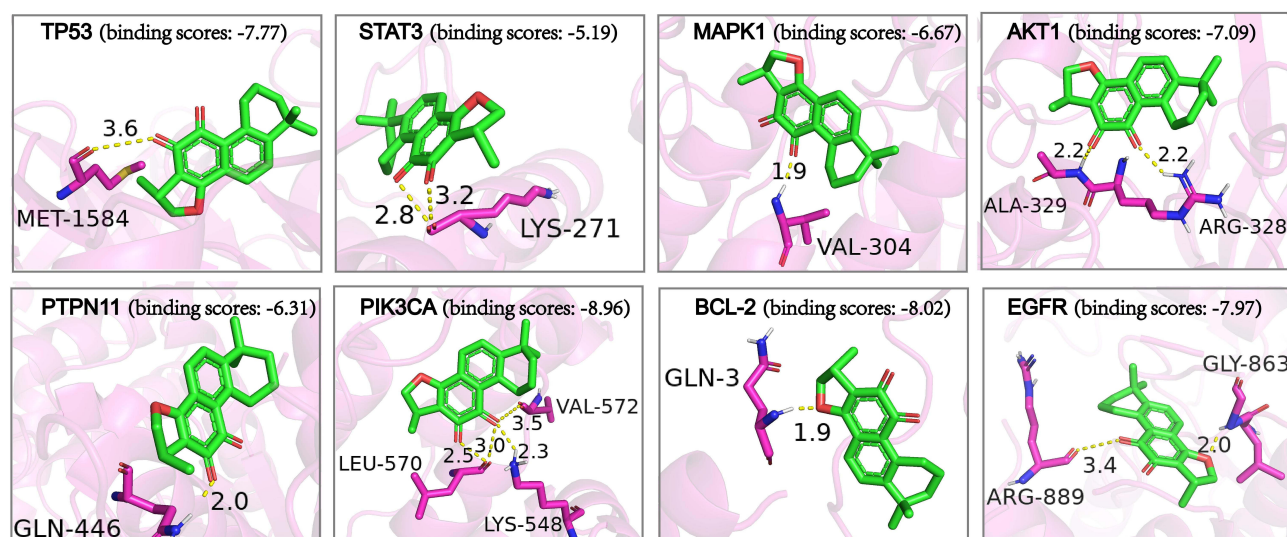 TP53 (binding scores: -7.77)
3.6
MET-1584
STAT3 (binding scores: -5.19)
2.8
3.2
LYS-271
MAPK1 (binding scores: -6.67)
1.9
VAL-304
AKT1 (binding scores: -7.09)
2.2
2.2
ALA-329
ARG-328
PTPN11 (binding scores: -6.31)
2.0
GLN-446
PIK3CA (binding scores: -8.96)
VAL-572
3.5
3.0
2.5
2.3
LEU-570
LYS-548
BCL-2 (binding scores: -8.02)
GLN-3
1.9
EGFR (binding scores: -7.97)
GLY-863
2.0
3.4
ARG-889